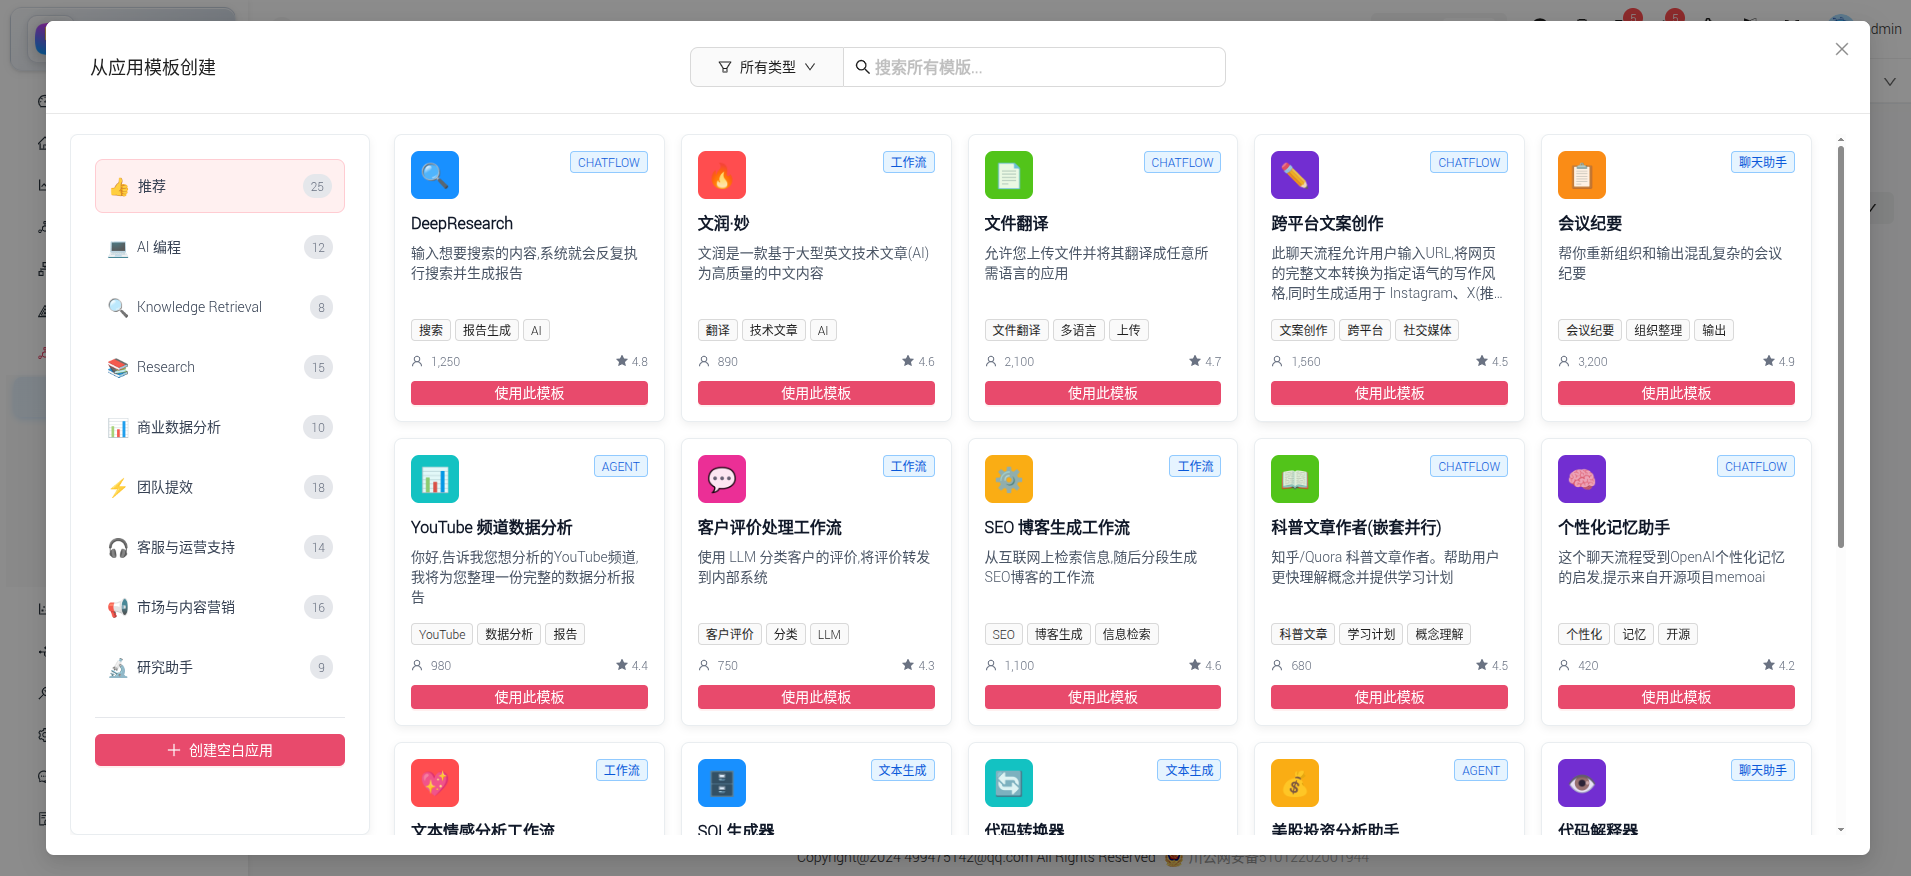 5
5
dmin
从应用模板创建
所有类型
搜索所有模版...
推荐
25
AI 编程
12
Knowledge Retrieval
8
Research
15
商业数据分析
10
团队提效
18
客服与运营支持
14
市场与内容营销
16
研究助手
9
创建空白应用
CHATFLOW
DeepResearch
输入想要搜索的内容,系统就会反复执
行搜索并生成报告
搜索 报告生成 AI
1,250 4.8
使用此模板
工作流
文润·妙
文润是一款基于大型英文技术文章(AI)
为高质量的中文内容
翻译 技术文章 AI
890 4.6
使用此模板
CHATFLOW
文件翻译
允许您上传文件并将其翻译成任意所
需语言的应用
文件翻译 多语言 上传
2,100 4.7
使用此模板
CHATFLOW
跨平台文案创作
此聊天流程允许用户输入URL,将网页
的完整文本转换为指定语气的写作风
格,同时生成适用于 Instagram、X(推...
文案创作 跨平台 社交媒体
1,560 4.5
使用此模板
聊天助手
会议纪要
帮你重新组织和输出混乱复杂的会议
纪要
会议纪要 组织整理 输出
3,200 4.9
使用此模板
AGENT
YouTube 频道数据分析
你好,告诉我您想分析的YouTube频道,
我将为您整理一份完整的数据分析报
告
YouTube 数据分析 报告
980 4.4
使用此模板
工作流
客户评价处理工作流
使用 LLM 分类客户的评价,将评价转发
到内部系统
客户评价 分类 LLM
750 4.3
使用此模板
工作流
SEO 博客生成工作流
从互联网上检索信息,随后分段生成
SEO博客的工作流
SEO 博客生成 信息检索
1,100 4.6
使用此模板
CHATFLOW
科普文章作者(嵌套并行)
知乎/Quora 科普文章作者。帮助用户
更快理解概念并提供学习计划
科普文章 学习计划 概念理解
680 4.5
使用此模板
CHATFLOW
个性化记忆助手
这个聊天流程受到OpenAI个性化记忆
的启发,提示来自开源项目memoai
个性化 记忆 开源
420 4.2
使用此模板
工作流
文本情感分析工作流
文本生成
SQL生成器
文本生成
代码转换器
AGENT
美股投资分析助手
聊天助手
代码解释器
Copyright@2024 499475142@qq.com All Rights Reserved 川公网安备51012202001944